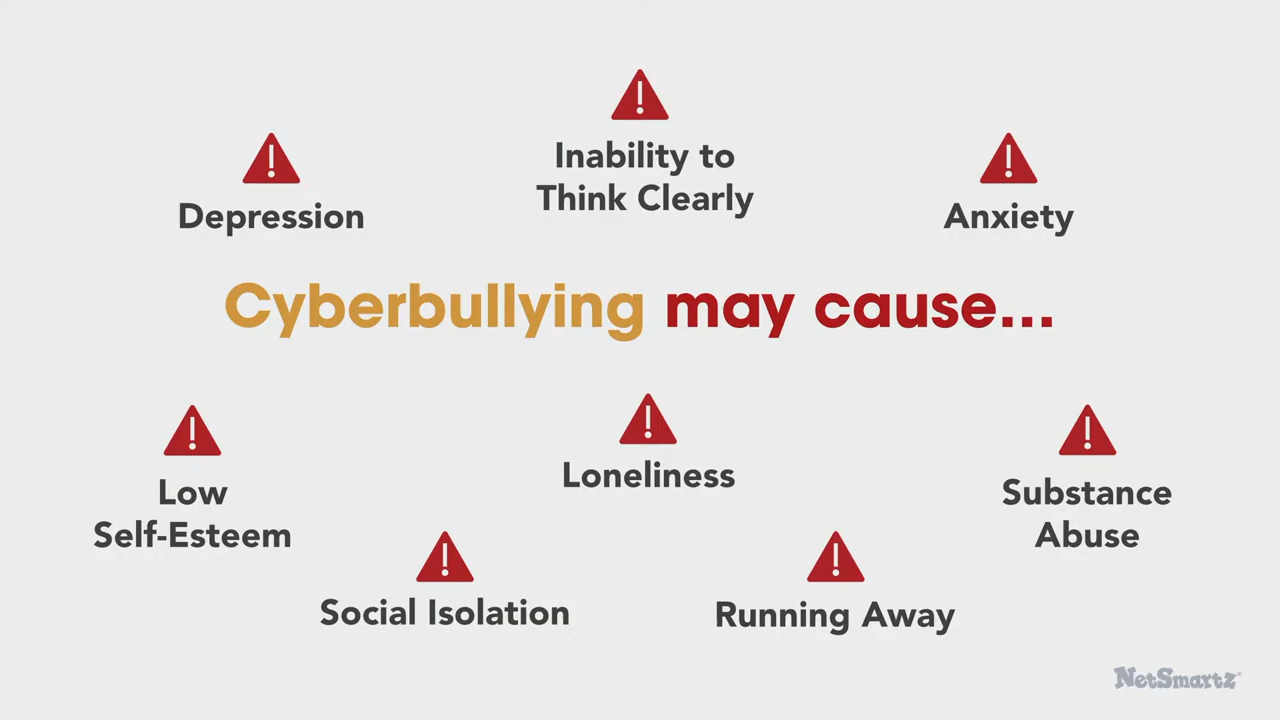 Inability to
Think Clearly
Depression
Anxiety
Cyberbullying may cause...
Loneliness
Low
Self-Esteem
Substance
Abuse
Social Isolation
Running Away
NetSmartz®